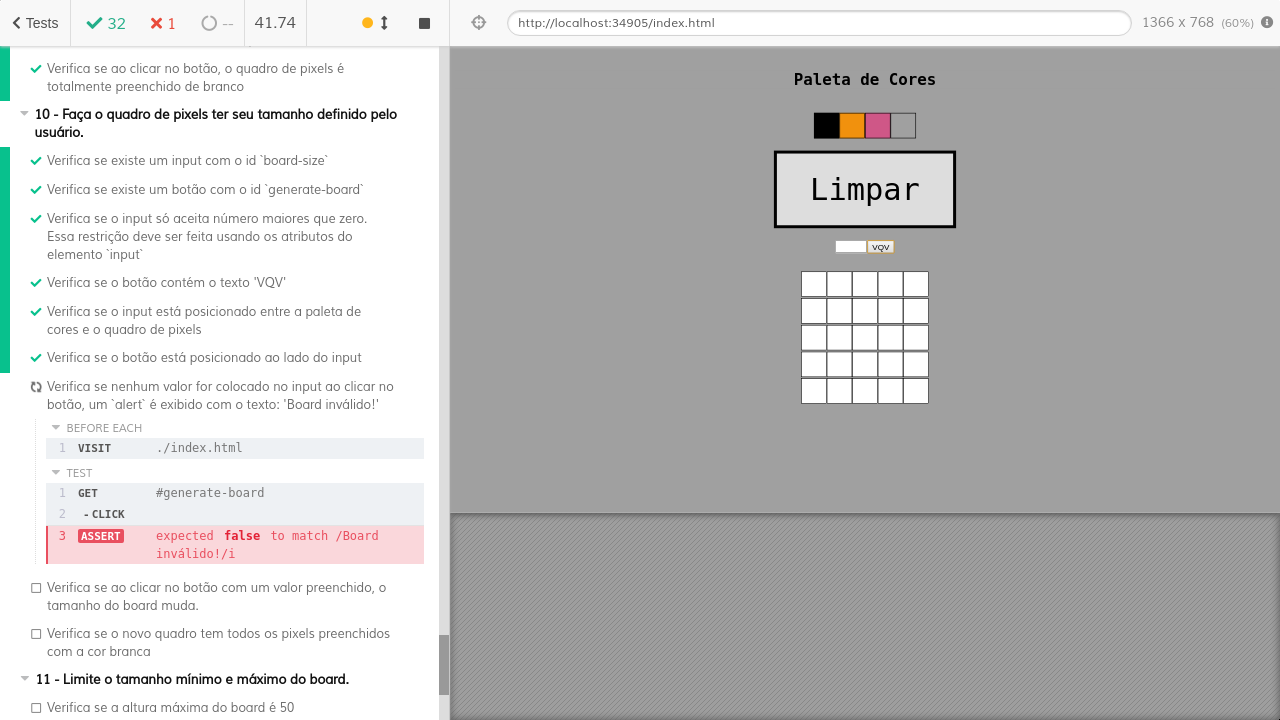 Tests
32
1
--
41.74
http://localhost:34905/index.html
1366 x 768 (60%)
Verifica se ao clicar no botão, o quadro de pixels é
totalmente preenchido de branco
10 - Faça o quadro de pixels ter seu tamanho definido pelo
usuário.
Verifica se existe um input com o id `board-size`
Verifica se existe um botão com o id `generate-board`
Verifica se o input só aceita número maiores que zero.
Essa restrição deve ser feita usando os atributos do
elemento `input`
Verifica se o botão contém o texto 'VQV'
Verifica se o input está posicionado entre a paleta de
cores e o quadro de pixels
Verifica se o botão está posicionado ao lado do input
Verifica se nenhum valor for colocado no input ao clicar no
botão, um `alert` é exibido com o texto: 'Board inválido!'
BEFORE EACH
1 VISIT ./index.html
TEST
1 GET #generate-board
2 - CLICK
3 ASSERT expected false to match /Board
inválido!/i
Verifica se ao clicar no botão com um valor preenchido, o
tamanho do board muda.
Verifica se o novo quadro tem todos os pixels preenchidos
com a cor branca
11 - Limite o tamanho mínimo e máximo do board.
Verifica se a altura máxima do board é 50
Paleta de Cores
Limpar
VQV